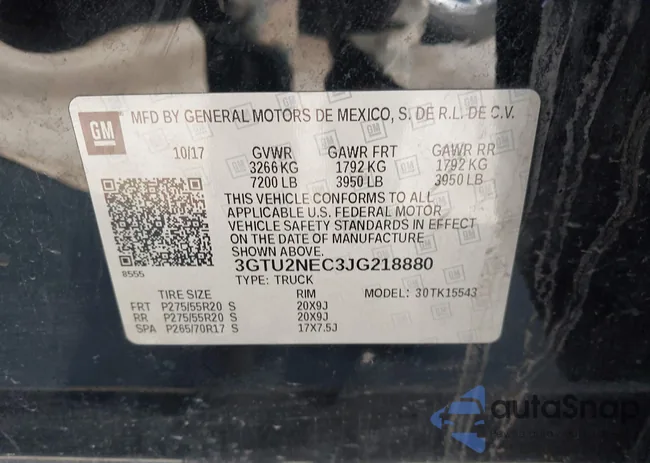 GM
MFD BY GENERAL MOTORS DE MEXICO, S. DE R.L. DE C.V.
10/17 GVWR GAWR FRT GAWR RR
3266 KG 1792 KG 1792 KG
7200 LB 3950 LB 3950 LB
THIS VEHICLE CONFORMS TO ALL
APPLICABLE U.S. FEDERAL MOTOR
VEHICLE SAFETY STANDARDS IN EFFECT
ON THE DATE OF MANUFACTURE
SHOWN ABOVE.
3GTU2NEC3JG218880
8555
TYPE: TRUCK
TIRE SIZE RIM MODEL: 30TK15543
FRT P275/55R20 S 20X9J
RR P275/55R20 S 20X9J
SPA P265/70R17 S 17X7.5J
autoSnap